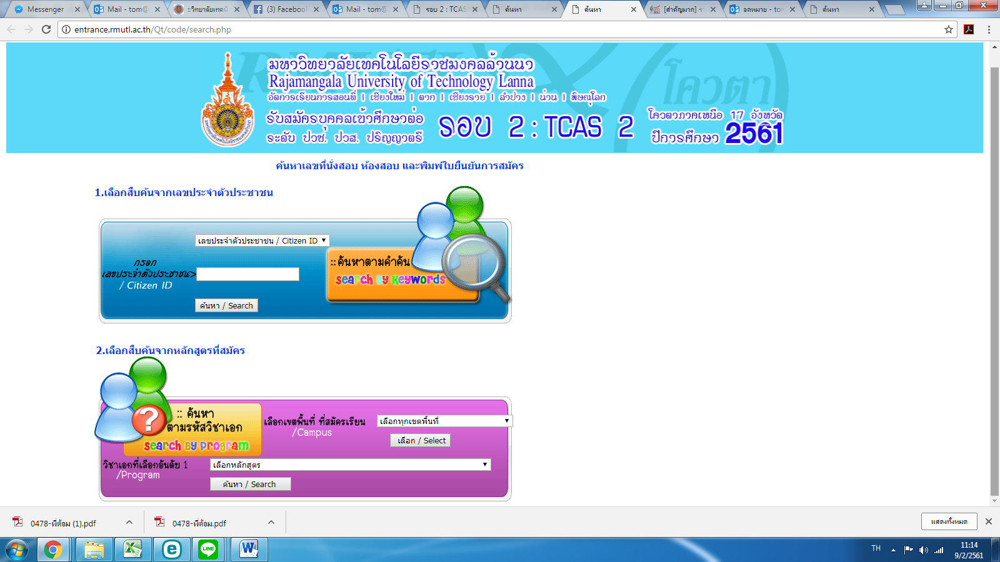 Messenger
Mail - tom@
::วิทยาลัยเทคนิ
(3) Facebook
Mail - tom@
รอบ 2 : TCAS
ค้นหา
ค้นหา
[สำคัญมาก] รา
จดหมาย - tom
ค้นหา
entrance.rmutl.ac.th/Qt/code/search.php
มหาวิทยาลัยเทคโนโลยีราชมงคลล้านนา
Rajamangala University of Technology Lanna
จัดการเรียนการสอนที่ | เชียงใหม่ | ตาก | เชียงราย | ลำปาง | น่าน | พิษณุโลก
โควตา
รับสมัครบุคคลเข้าศึกษาต่อ
ระดับ ปวช. ปวส. ปริญญาตรี
รอบ 2 : TCAS 2
โควตาภาคเหนือ 17 จังหวัด
ปีการศึกษา 2561
ค้นหาเลขที่นั่งสอบ ห้องสอบ และพิมพ์ใบยืนยันการสมัคร
1.เลือกสืบค้นจากเลขประจำตัวประชาชน
เลขประจำตัวประชาชน / Citizen ID
กรอก
เลขประจำตัวประชาชน>
/ Citizen ID
::ค้นหาตามคำค้น
Search By Keywords
ค้นหา / Search
2.เลือกสืบค้นจากหลักสูตรที่สมัคร
:: ค้นหา
ตามรหัสวิชาเอก
Search By Program
เลือกเขตพื้นที่ ที่สมัครเรียน
/Campus
เลือกทุกเขตพื้นที่
เลือก / Select
วิชาเอกที่เลือกอันดับ 1
/Program
เลือกหลักสูตร
ค้นหา / Search
0478-พี่ต้อม (1).pdf
0478-พี่ต้อม.pdf
แสดงทั้งหมด
TH
11:14
9/2/2561